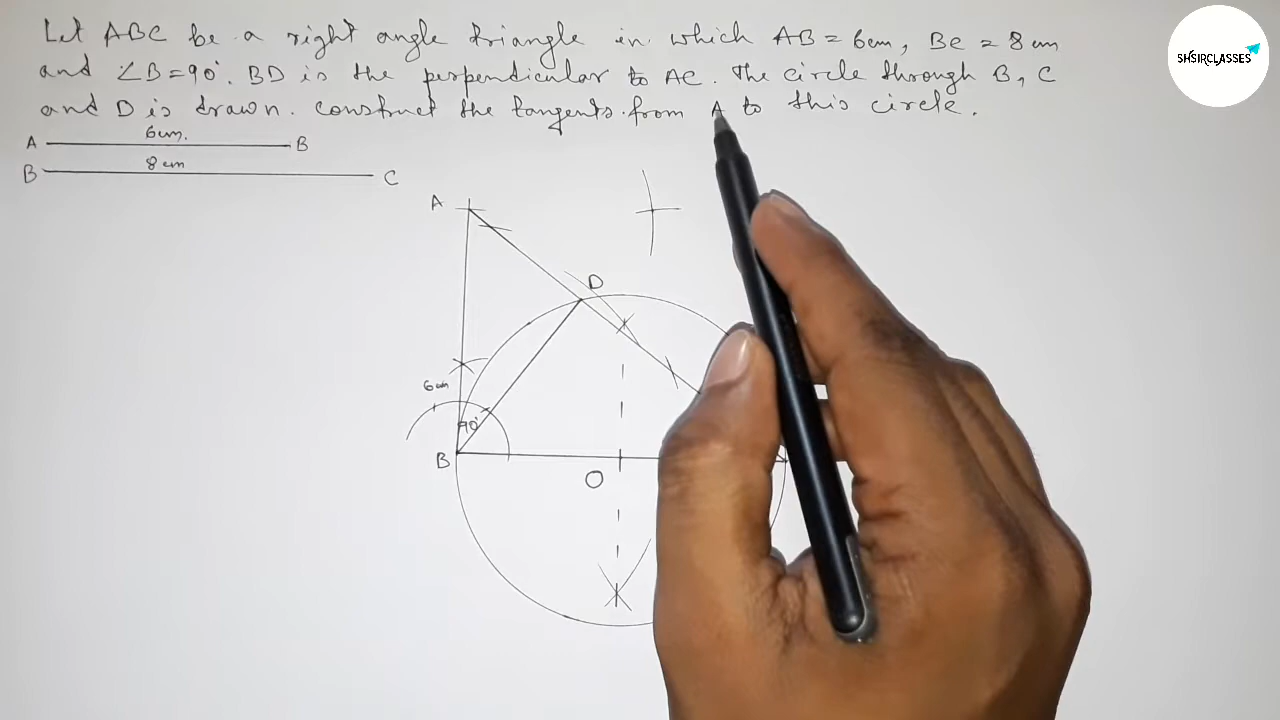 Let ABC be a right angle triangle in which AB = 6cm, BC = 8 cm
and ∠B = 90°. BD is the perpendicular to AC. The circle through B, C
and D is drawn. construct the tangents from A to this circle.
6cm.
A B
8 cm
B C
SHSIRCLASSES
A
D
6cm
90°
B
O